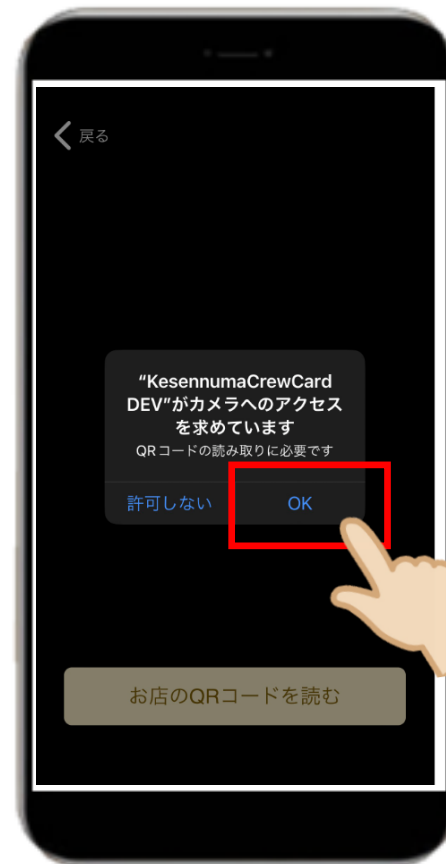 戻る
“KesennumaCrewCard
DEV”がカメラへのアクセス
を求めています
QRコードの読み取りに必要です
許可しない OK
お店のQRコードを読む